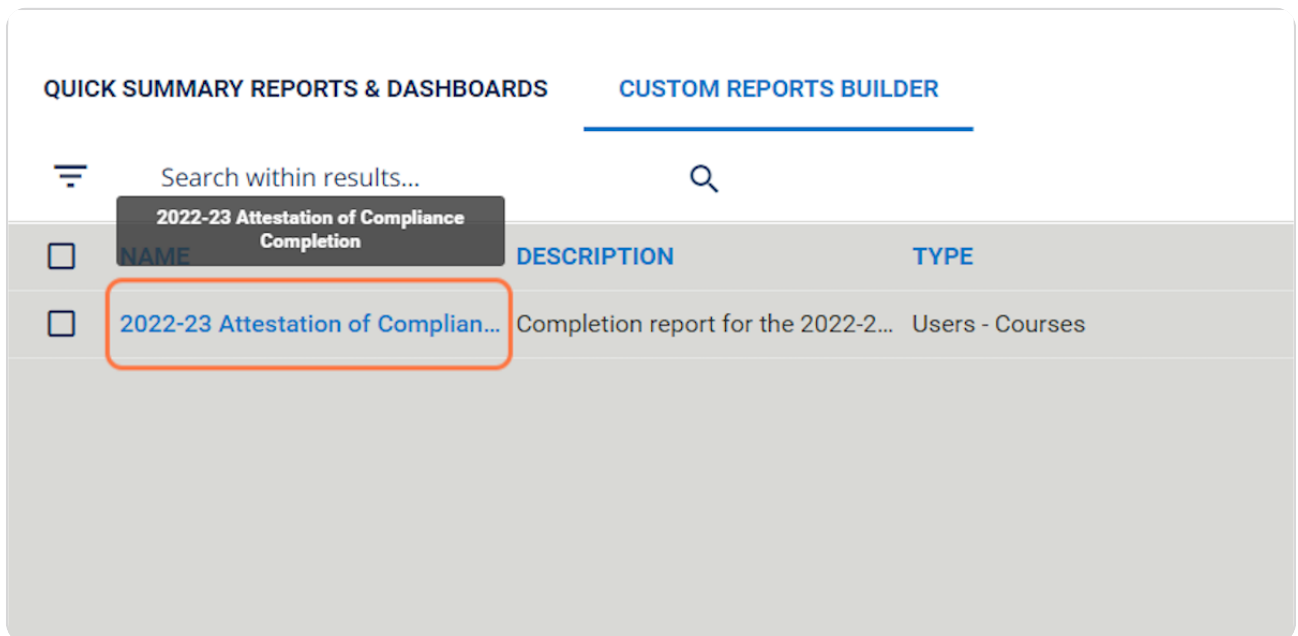 QUICK SUMMARY REPORTS & DASHBOARDS CUSTOM REPORTS BUILDER
Search within results...
2022-23 Attestation of Compliance
Completion
NAME DESCRIPTION TYPE
2022-23 Attestation of Complian... Completion report for the 2022-2... Users - Courses